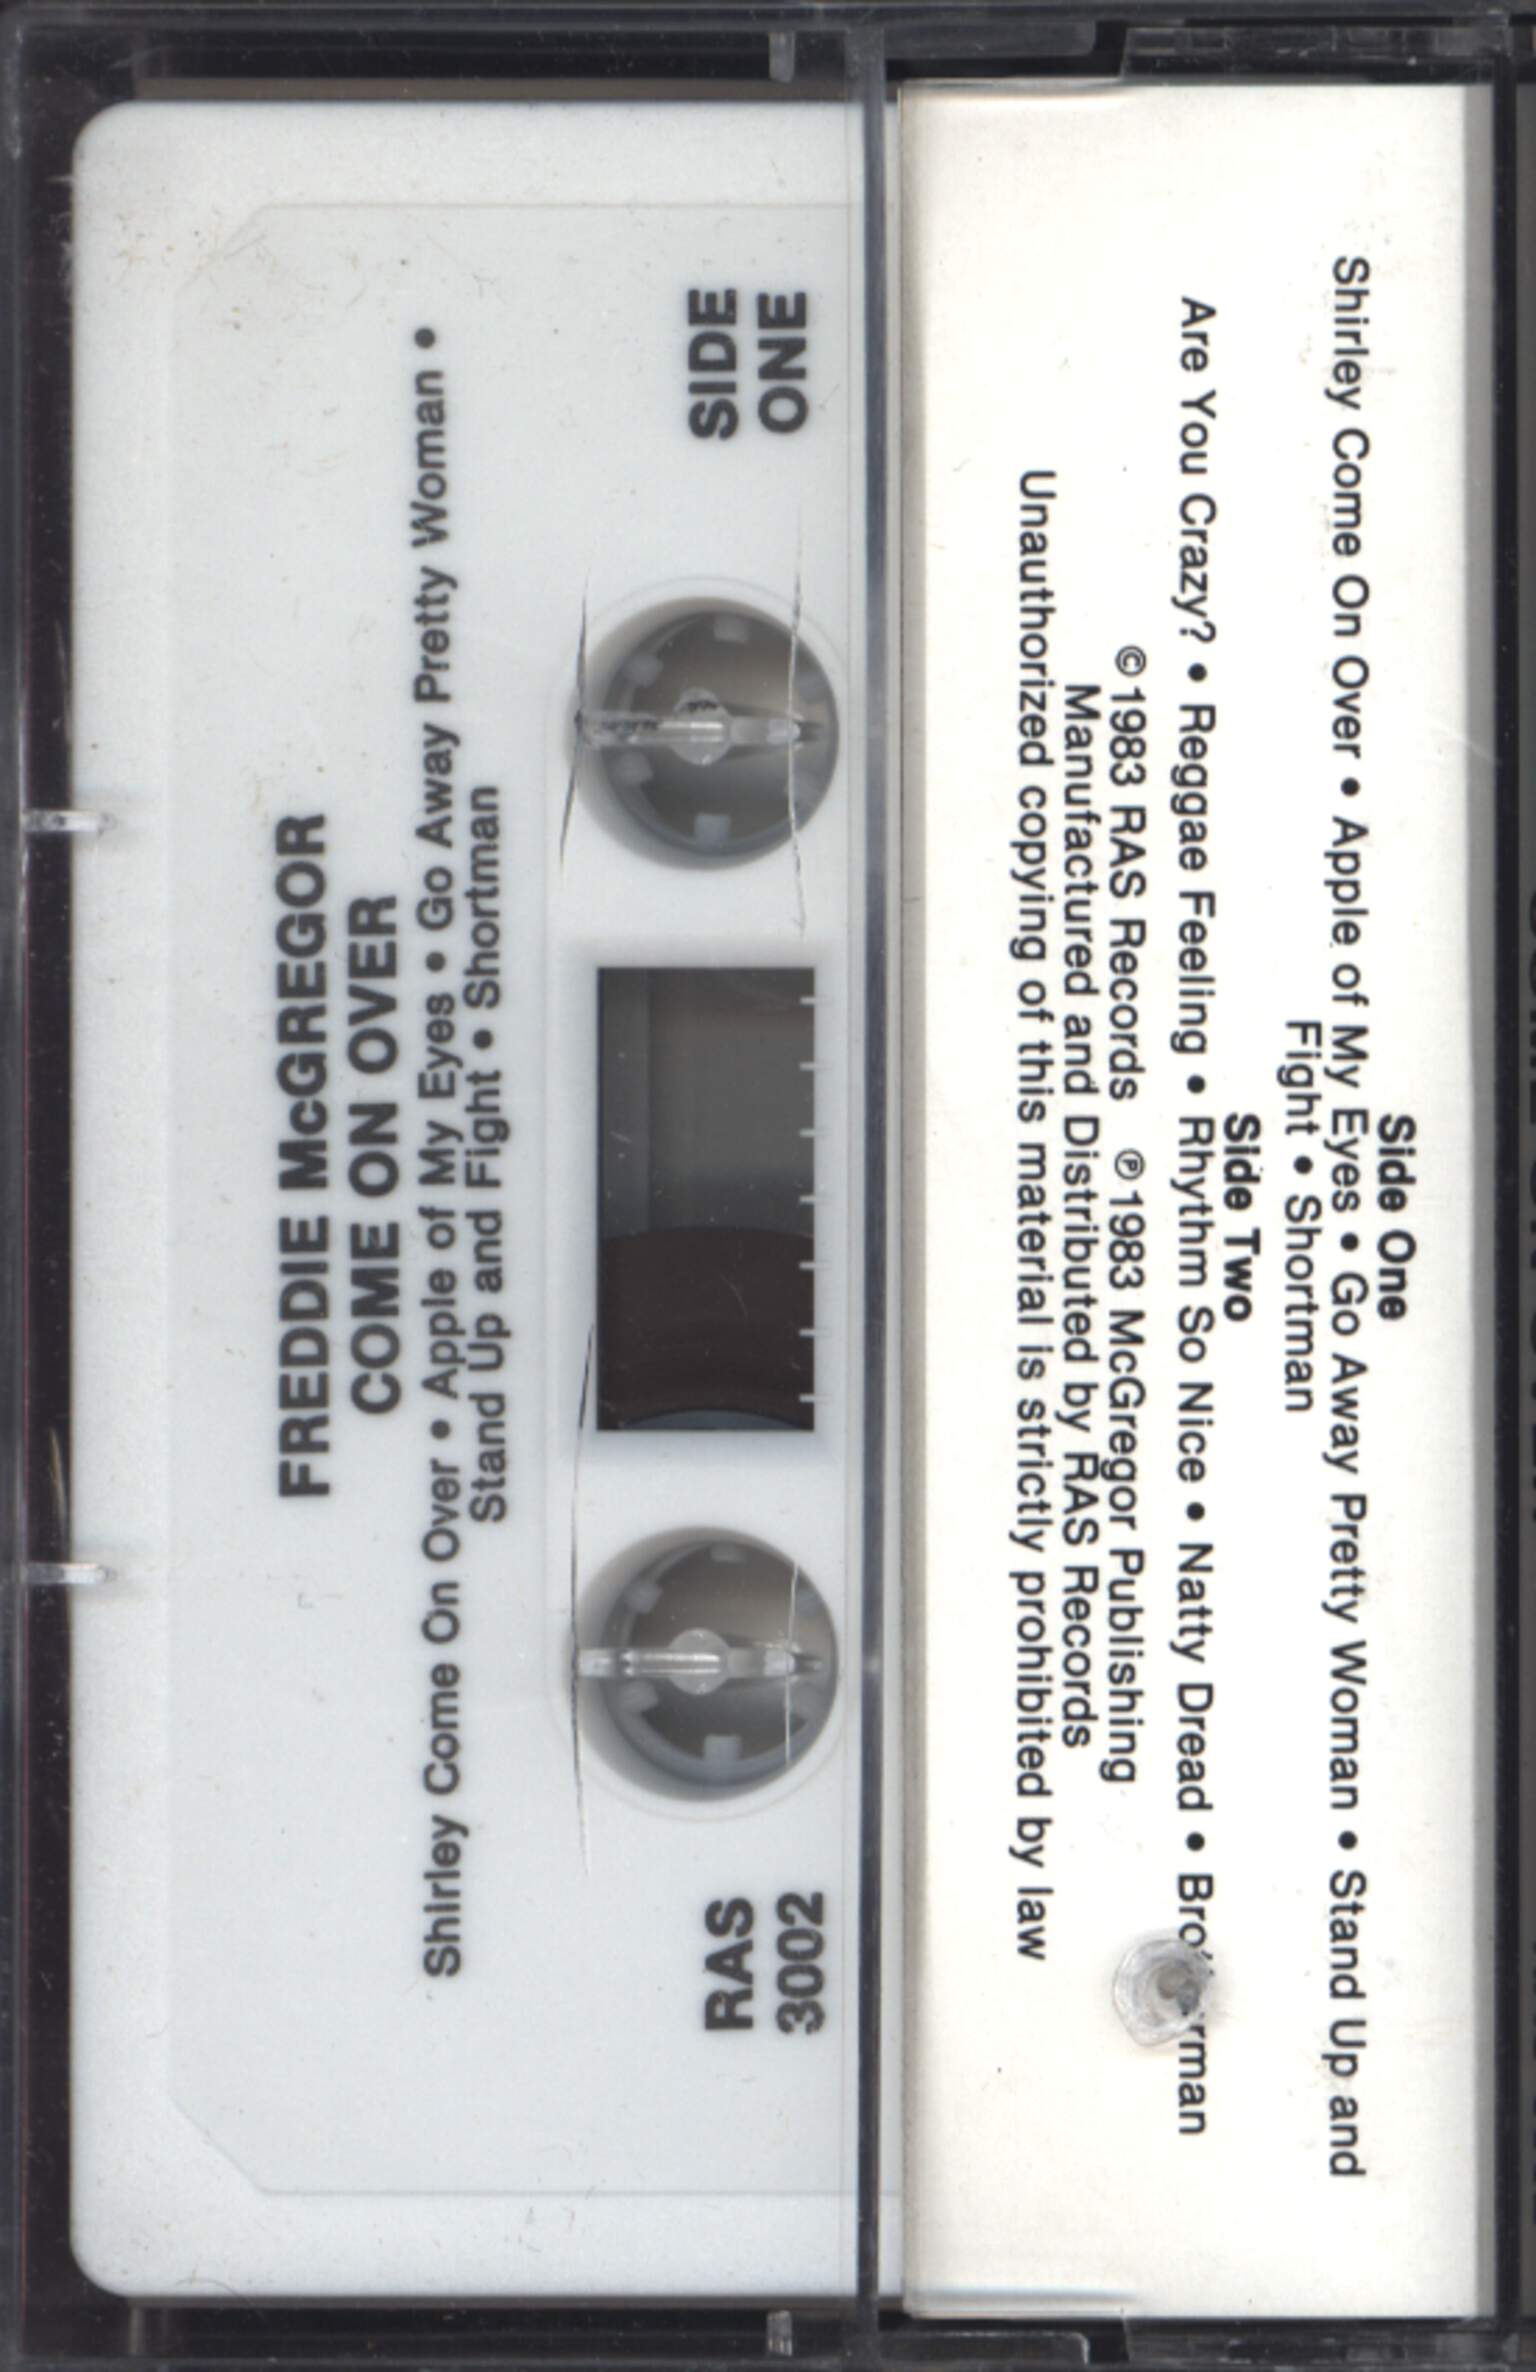 SIDE
ONE
FREDDIE McGREGOR
COME ON OVER
Shirley Come On Over • Apple of My Eyes • Go Away Pretty Woman •
Stand Up and Fight • Shortman
RAS
3002
Side One
Shirley Come On Over • Apple of My Eyes • Go Away Pretty Woman • Stand Up and
Fight • Shortman
Side Two
Are You Crazy? • Reggae Feeling • Rhythm So Nice • Natty Dread •
©1983 RAS Records ℗1983 McGregor Publishing
Manufactured and Distributed by RAS Records
Unauthorized copying of this material is strictly prohibited by law